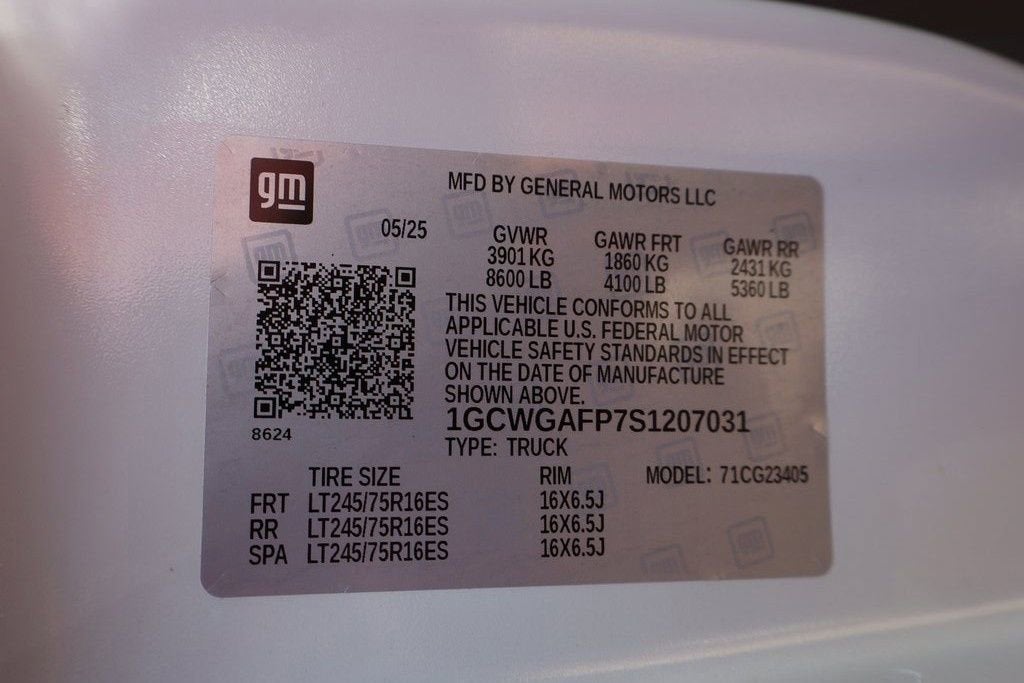 gm
MFD BY GENERAL MOTORS LLC
05/25
GVWR GAWR FRT GAWR RR
3901 KG 1860 KG 2431 KG
8600 LB 4100 LB 5360 LB
THIS VEHICLE CONFORMS TO ALL
APPLICABLE U.S. FEDERAL MOTOR
VEHICLE SAFETY STANDARDS IN EFFECT
ON THE DATE OF MANUFACTURE
SHOWN ABOVE.
1GCWGAFP7S1207031
8624
TYPE: TRUCK
TIRE SIZE RIM MODEL: 71CG23405
FRT LT245/75R16ES 16X6.5J
RR LT245/75R16ES 16X6.5J
SPA LT245/75R16ES 16X6.5J